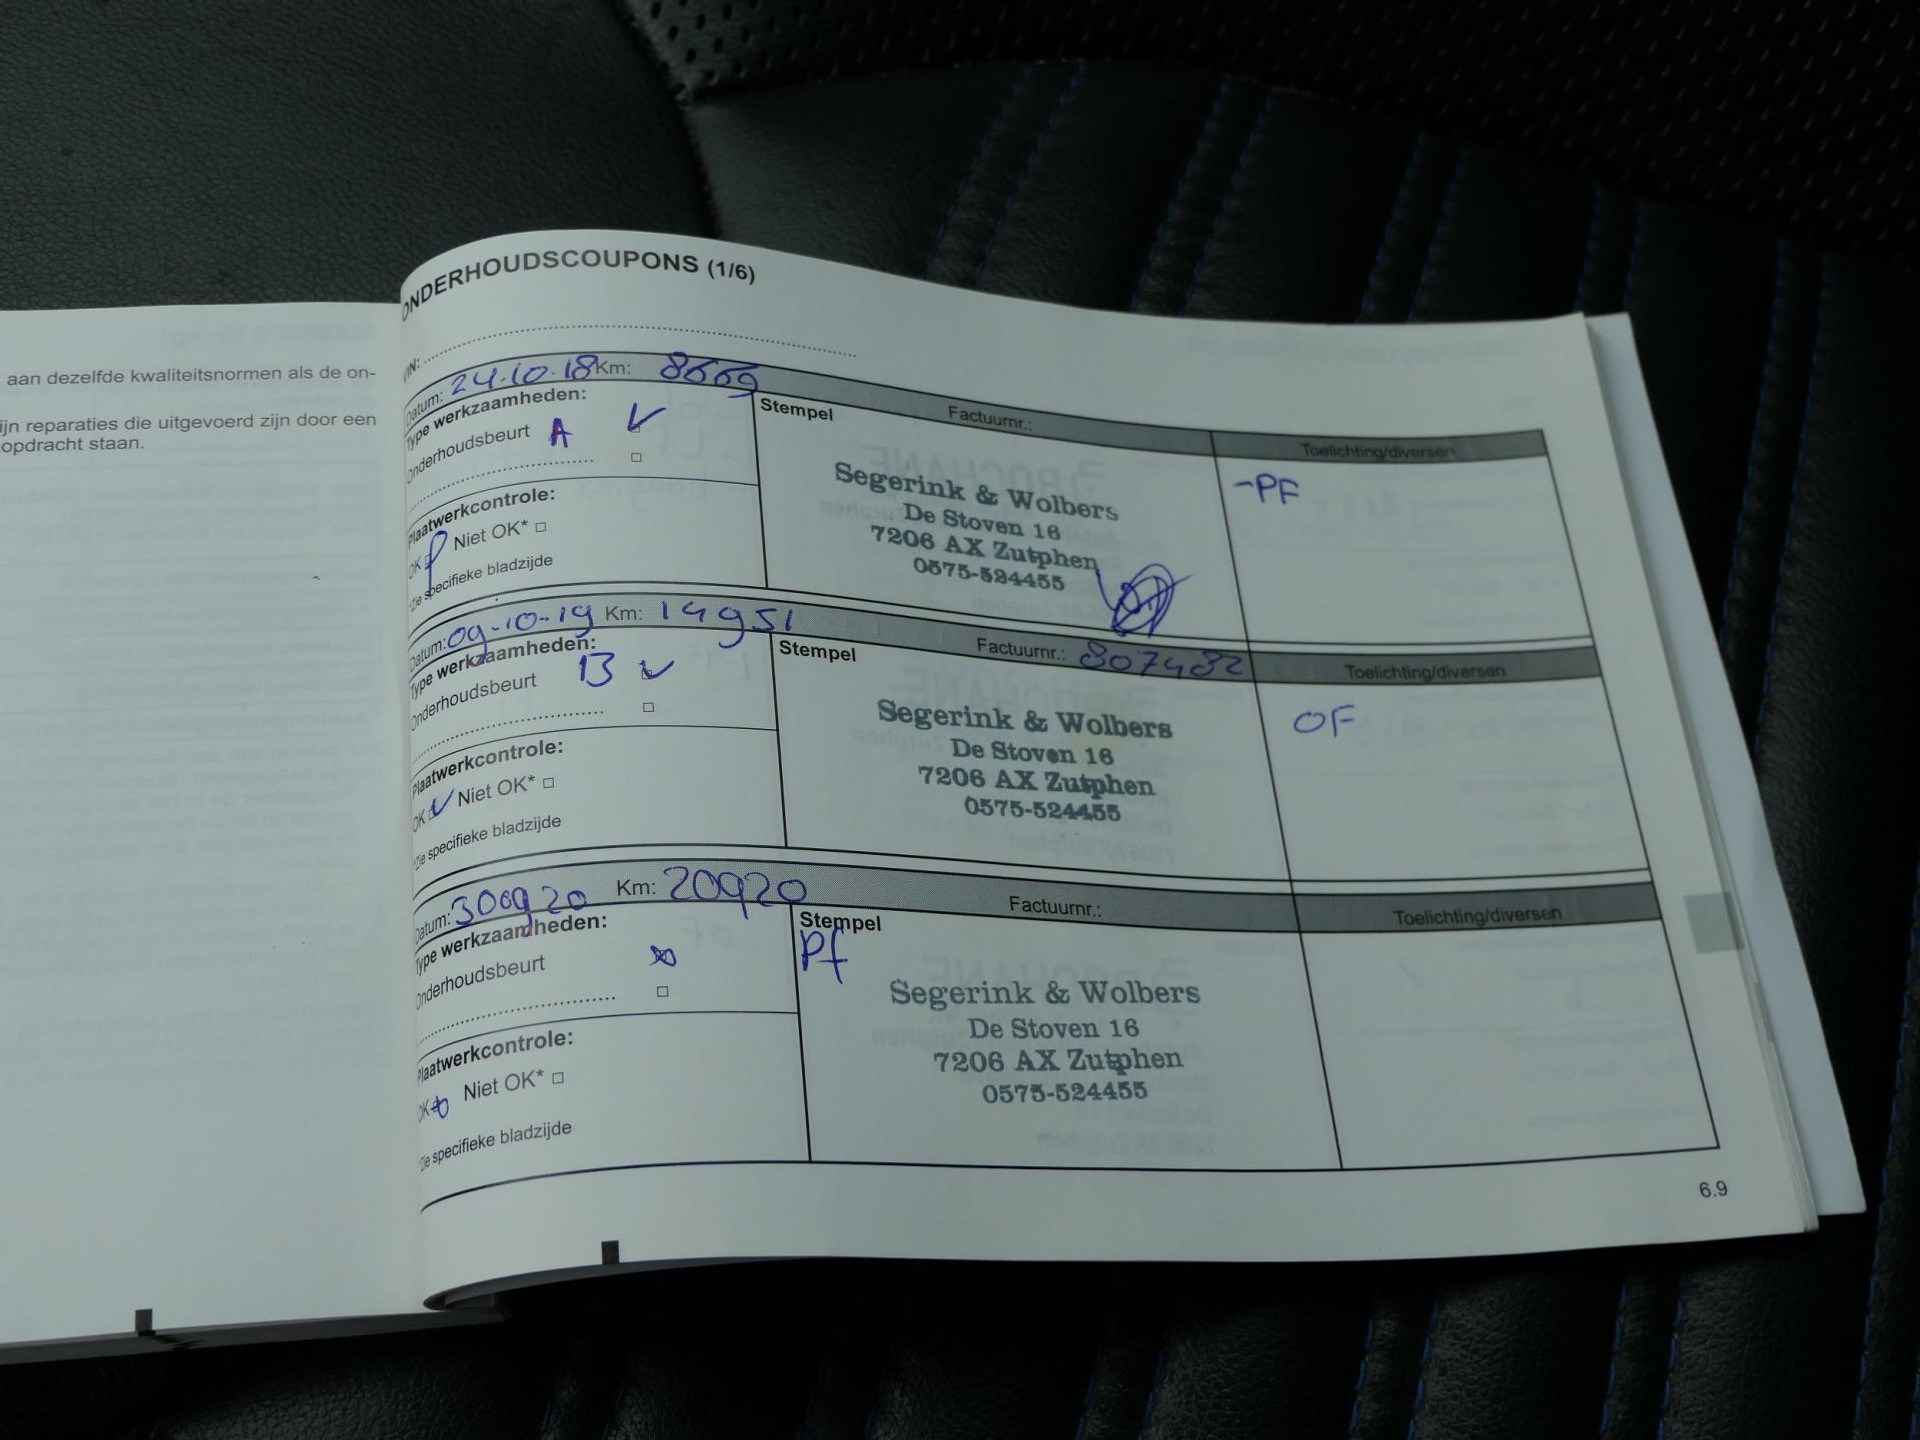 aan dezelfde kwaliteitsnormen als de on-
ijn reparaties die uitgevoerd zijn door een
opdracht staan.
ONDERHOUDSCOUPONS (1/6)
VIN:
Datum: 24.10.18 Km: 8669
Type werkzaamheden:
Onderhoudsbeurt A
Plaatwerkcontrole:
OK Niet OK*
*Zie specifieke bladzijde
Stempel
Factuurnr.:
Segerink & Wolbers
De Stoven 16
7206 AX Zutphen
0575-524455
Toelichting/diversen
-PF
Datum: 09-10-19 Km: 14951
Type werkzaamheden:
Onderhoudsbeurt B
Plaatwerkcontrole:
OK Niet OK*
*Zie specifieke bladzijde
Stempel
Factuurnr.: 807482
Segerink & Wolbers
De Stoven 16
7206 AX Zutphen
0575-524455
Toelichting/diversen
OF
Datum: 300920 Km: 20920
Type werkzaamheden:
Onderhoudsbeurt
Plaatwerkcontrole:
OK Niet OK*
*Zie specifieke bladzijde
Stempel
Pf
Factuurnr.:
Segerink & Wolbers
De Stoven 16
7206 AX Zutphen
0575-524455
Toelichting/diversen
6.9